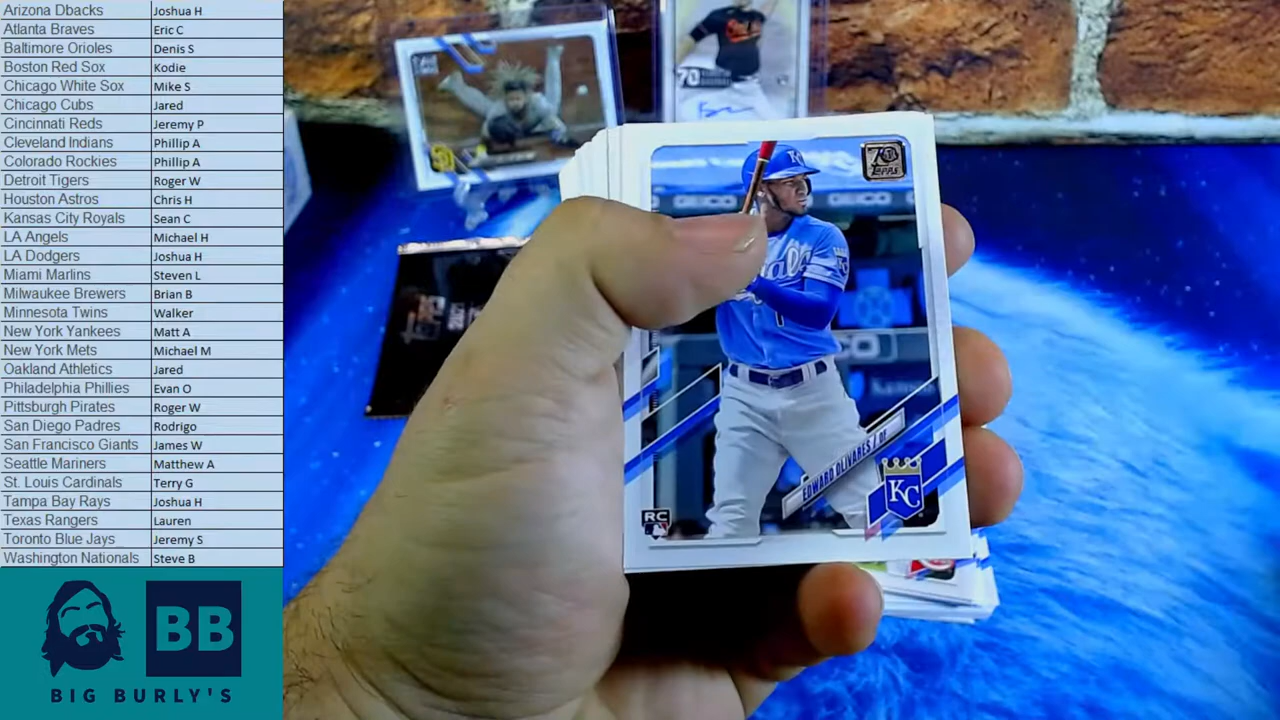 Arizona Dbacks Joshua H
Atlanta Braves Eric C
Baltimore Orioles Denis S
Boston Red Sox Kodie
Chicago White Sox Mike S
Chicago Cubs Jared
Cincinnati Reds Jeremy P
Cleveland Indians Phillip A
Colorado Rockies Phillip A
Detroit Tigers Roger W
Houston Astros Chris H
Kansas City Royals Sean C
LA Angels Michael H
LA Dodgers Joshua H
Miami Marlins Steven L
Milwaukee Brewers Brian B
Minnesota Twins Walker
New York Yankees Matt A
New York Mets Michael M
Oakland Athletics Jared
Philadelphia Phillies Evan O
Pittsburgh Pirates Roger W
San Diego Padres Rodrigo
San Francisco Giants James W
Seattle Mariners Matthew A
St. Louis Cardinals Terry G
Tampa Bay Rays Joshua H
Texas Rangers Lauren
Toronto Blue Jays Jeremy S
Washington Nationals Steve B
BB
BIG BURLY'S
70
70
TOPPS
GEICO
GEICO
KC
1
EDWARD OLIVARES / OF
KC
RC